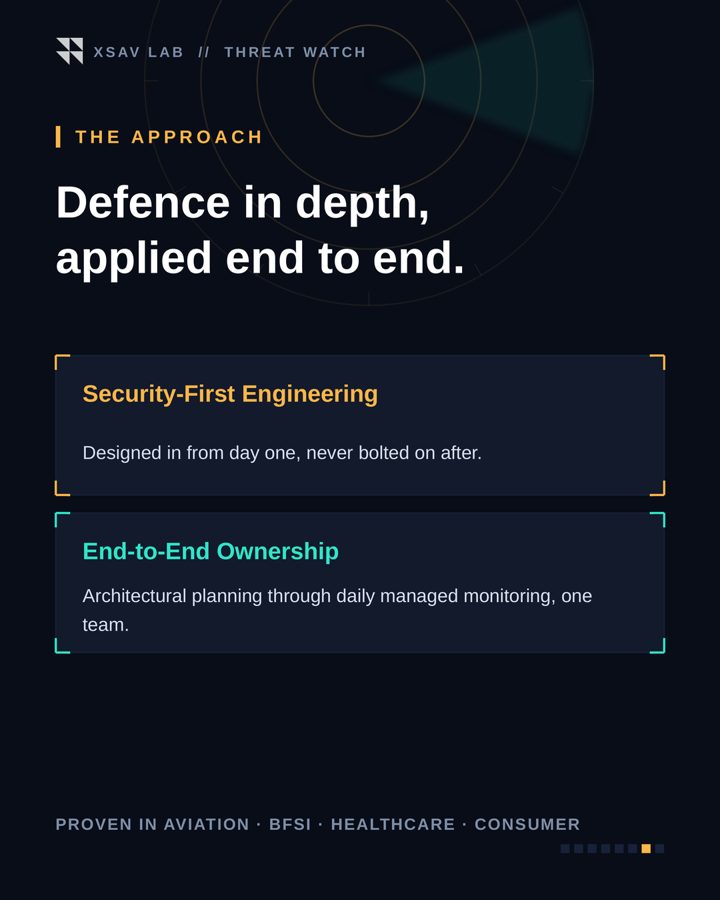 XSAV LAB // THREAT WATCH
THE APPROACH
Defence in depth,
applied end to end.
Security-First Engineering
Designed in from day one, never bolted on after.
End-to-End Ownership
Architectural planning through daily managed monitoring, one
team.
PROVEN IN AVIATION · BFSI · HEALTHCARE · CONSUMER